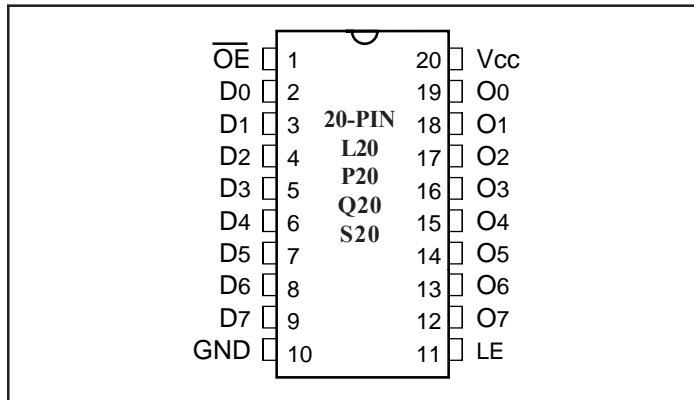 O̅E̅ 1 20 Vcc
D0 2 19 O0
D1 3 20-PIN 18 O1
D2 4 L20 17 O2
D3 5 P20 16 O3
D4 6 Q20 15 O4
D5 7 S20 14 O5
D6 8 13 O6
D7 9 12 O7
GND 10 11 LE